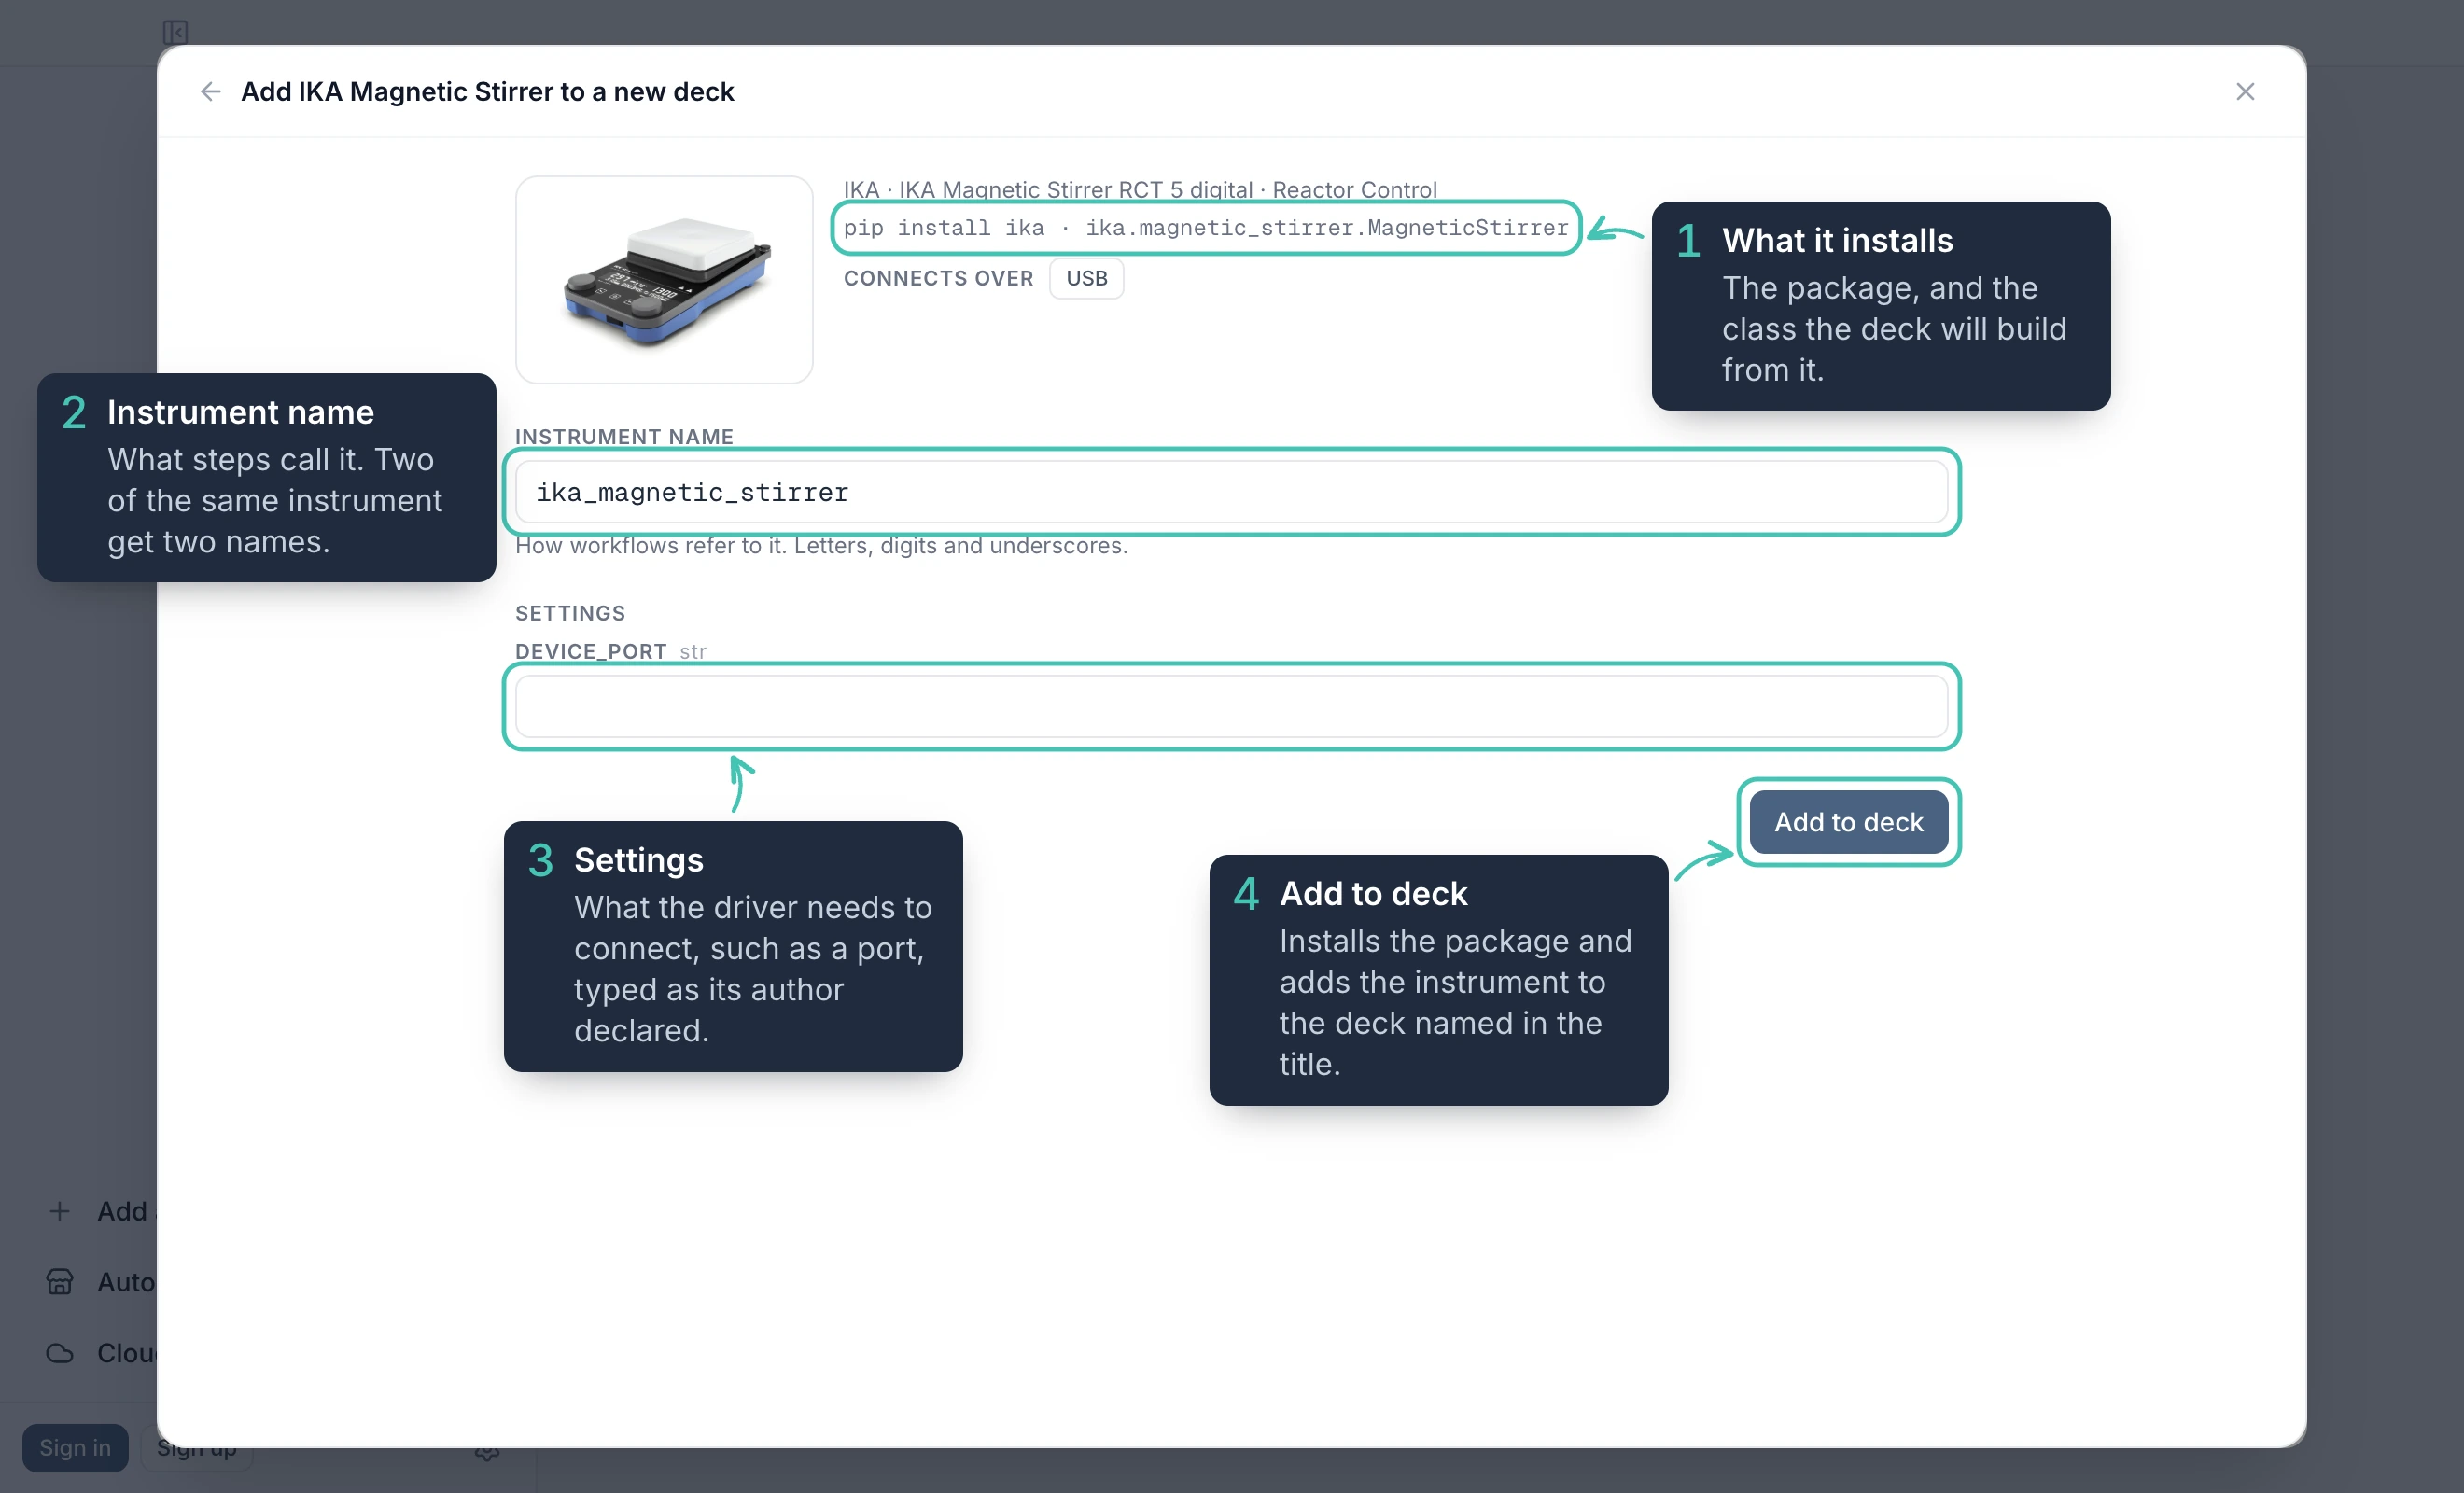 Add IKA Magnetic Stirrer to a new deck
IKA · IKA Magnetic Stirrer RCT 5 digital · Reactor Control
pip install ika · ika.magnetic_stirrer.MagneticStirrer
CONNECTS OVER USB
1 What it installs
The package, and the
class the deck will build
from it.
2 Instrument name
What steps call it. Two
of the same instrument
get two names.
INSTRUMENT NAME
ika_magnetic_stirrer
How workflows refer to it. Letters, digits and underscores.
SETTINGS
DEVICE_PORT str
Add to deck
3 Settings
What the driver needs to
connect, such as a port,
typed as its author
declared.
4 Add to deck
Installs the package and
adds the instrument to
the deck named in the
title.
Add
Auto
Clou
Sign in
Sign up